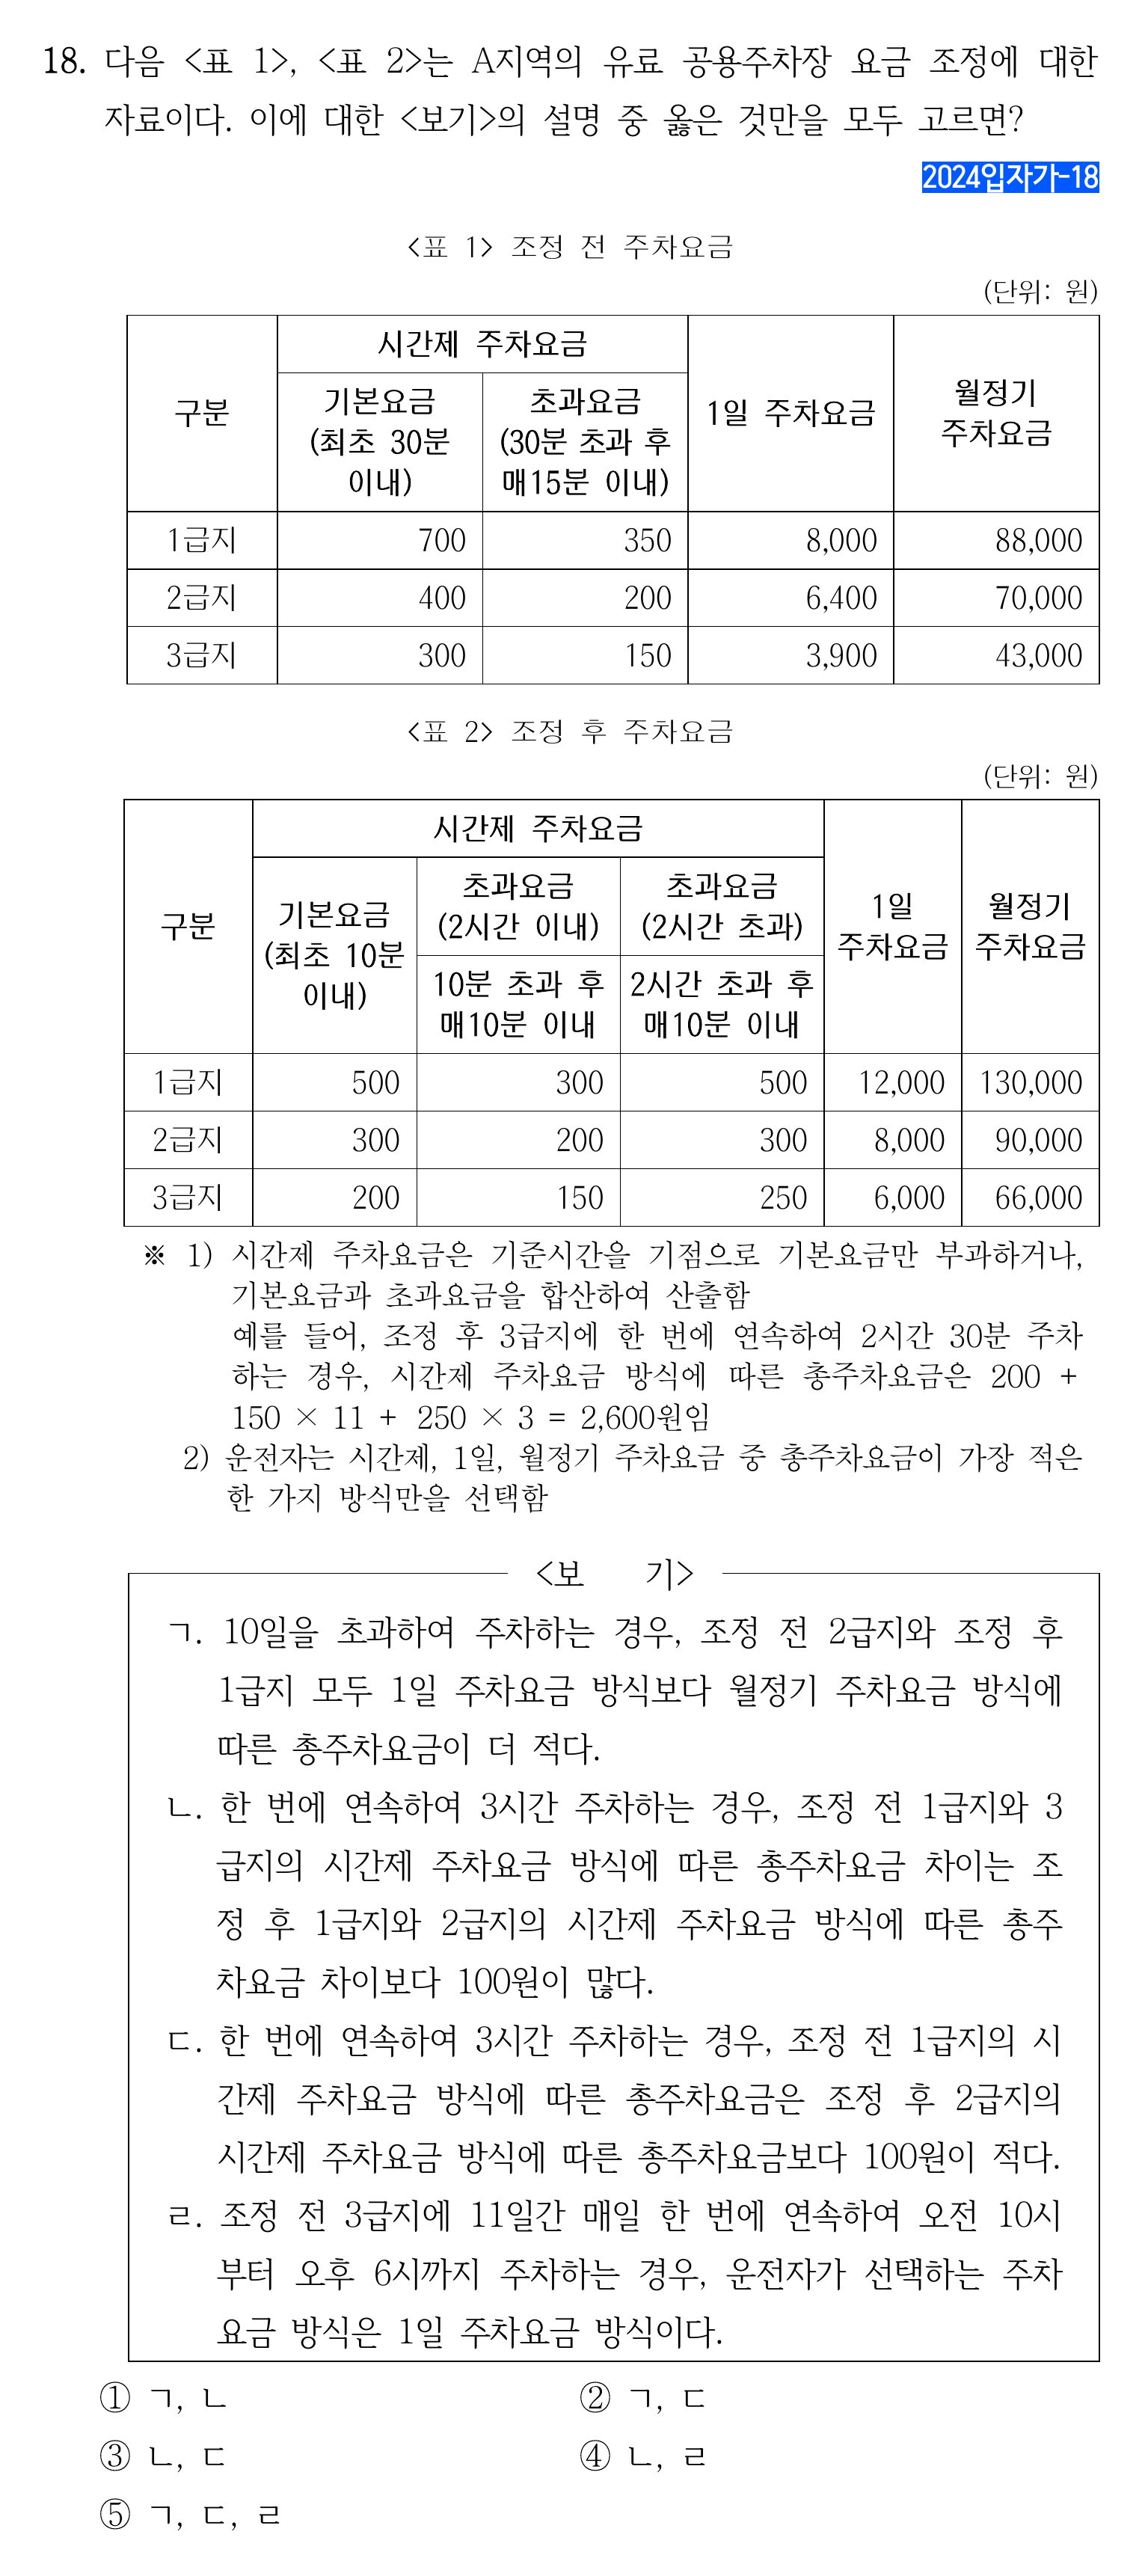 18. 다음 <표 1>, <표 2>는 A지역의 유료 공용주차장 요금 조정에 대한
자료이다. 이에 대한 <보기>의 설명 중 옳은 것만을 모두 고르면?
2024입자가-18
<표 1> 조정 전 주차요금
(단위: 원)
구분 시간제 주차요금 1일 주차요금 월정기 주차요금
기본요금 (최초 30분 이내) 초과요금 (30분 초과 후 매15분 이내)
1급지 700 350 8,000 88,000
2급지 400 200 6,400 70,000
3급지 300 150 3,900 43,000
<표 2> 조정 후 주차요금
(단위: 원)
구분 시간제 주차요금 1일 주차요금 월정기 주차요금
기본요금 (최초 10분 이내) 초과요금 (2시간 이내) 초과요금 (2시간 초과)
10분 초과 후 매10분 이내 2시간 초과 후 매10분 이내
1급지 500 300 500 12,000 130,000
2급지 300 200 300 8,000 90,000
3급지 200 150 250 6,000 66,000
※ 1) 시간제 주차요금은 기준시간을 기점으로 기본요금만 부과하거나,
기본요금과 초과요금을 합산하여 산출함
예를 들어, 조정 후 3급지에 한 번에 연속하여 2시간 30분 주차
하는 경우, 시간제 주차요금 방식에 따른 총주차요금은 200 +
150 × 11 + 250 × 3 = 2,600원임
2) 운전자는 시간제, 1일, 월정기 주차요금 중 총주차요금이 가장 적은
한 가지 방식만을 선택함
<보 기>
ㄱ. 10일을 초과하여 주차하는 경우, 조정 전 2급지와 조정 후
1급지 모두 1일 주차요금 방식보다 월정기 주차요금 방식에
따른 총주차요금이 더 적다.
ㄴ. 한 번에 연속하여 3시간 주차하는 경우, 조정 전 1급지와 3
급지의 시간제 주차요금 방식에 따른 총주차요금 차이는 조
정 후 1급지와 2급지의 시간제 주차요금 방식에 따른 총주
차요금 차이보다 100원이 많다.
ㄷ. 한 번에 연속하여 3시간 주차하는 경우, 조정 전 1급지의 시
간제 주차요금 방식에 따른 총주차요금은 조정 후 2급지의
시간제 주차요금 방식에 따른 총주차요금보다 100원이 적다.
ㄹ. 조정 전 3급지에 11일간 매일 한 번에 연속하여 오전 10시
부터 오후 6시까지 주차하는 경우, 운전자가 선택하는 주차
요금 방식은 1일 주차요금 방식이다.
① ㄱ, ㄴ ② ㄱ, ㄷ
③ ㄴ, ㄷ ④ ㄴ, ㄹ
⑤ ㄱ, ㄷ, ㄹ